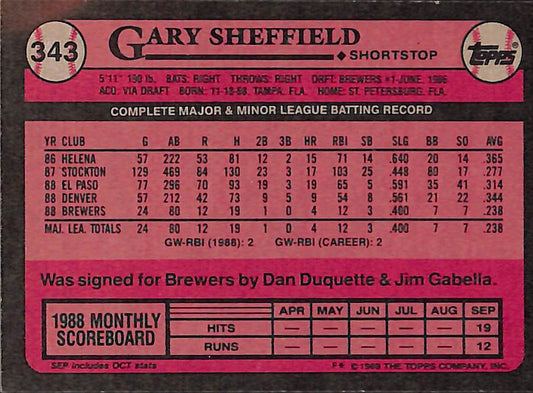 343
GARY SHEFFIELD
SHORTSTOP
TOPPS®
5'11" 190 lb. BATS: RIGHT THROWS: RIGHT DRFT: BREWERS #1-JUNE, 1986
ACQ: VIA DRAFT BORN: 11-18-68, TAMPA, FLA. HOME: ST. PETERSBURG, FLA.
COMPLETE MAJOR & MINOR LEAGUE BATTING RECORD
YR CLUB G AB R H 2B 3B HR RBI SB SLG BB SO AVG
86 HELENA 57 222 53 81 12 2 15 71 14 .640 20 14 .365
87 STOCKTON 129 469 84 130 23 3 17 103 25 .448 80 17 .277
88 EL PASO 77 296 70 93 19 3 19 65 5 .591 35 41 .314
88 DENVER 57 212 42 73 9 5 9 54 8 .561 21 22 .344
88 BREWERS 24 80 12 19 1 0 4 12 3 .400 7 7 .238
MAJ. LEA. TOTALS 24 80 12 19 1 0 4 12 3 .400 7 7 .238
GW-RBI (1988): 2 GW-RBI (CAREER): 2
Was signed for Brewers by Dan Duquette & Jim Gabella.
1988 MONTHLY SCOREBOARD
APR MAY JUN JUL AUG SEP
HITS — — — — — 19
RUNS — — — — — 12
SEP includes OCT stats
F* © 1989 THE TOPPS COMPANY, INC.